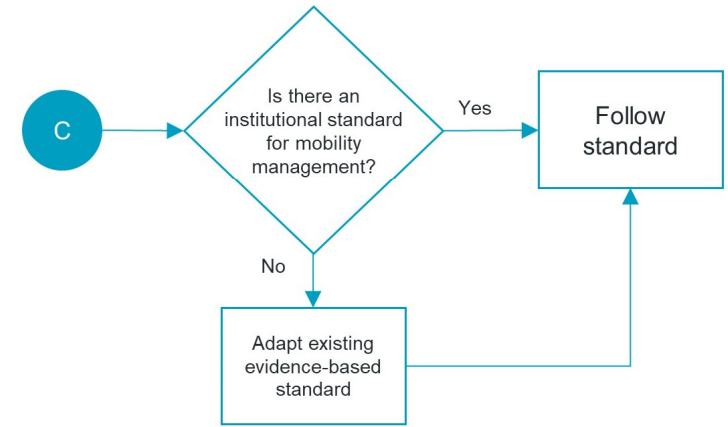 C
Is there an
institutional standard
for mobility
management?
Yes
Follow
standard
No
Adapt existing
evidence-based
standard